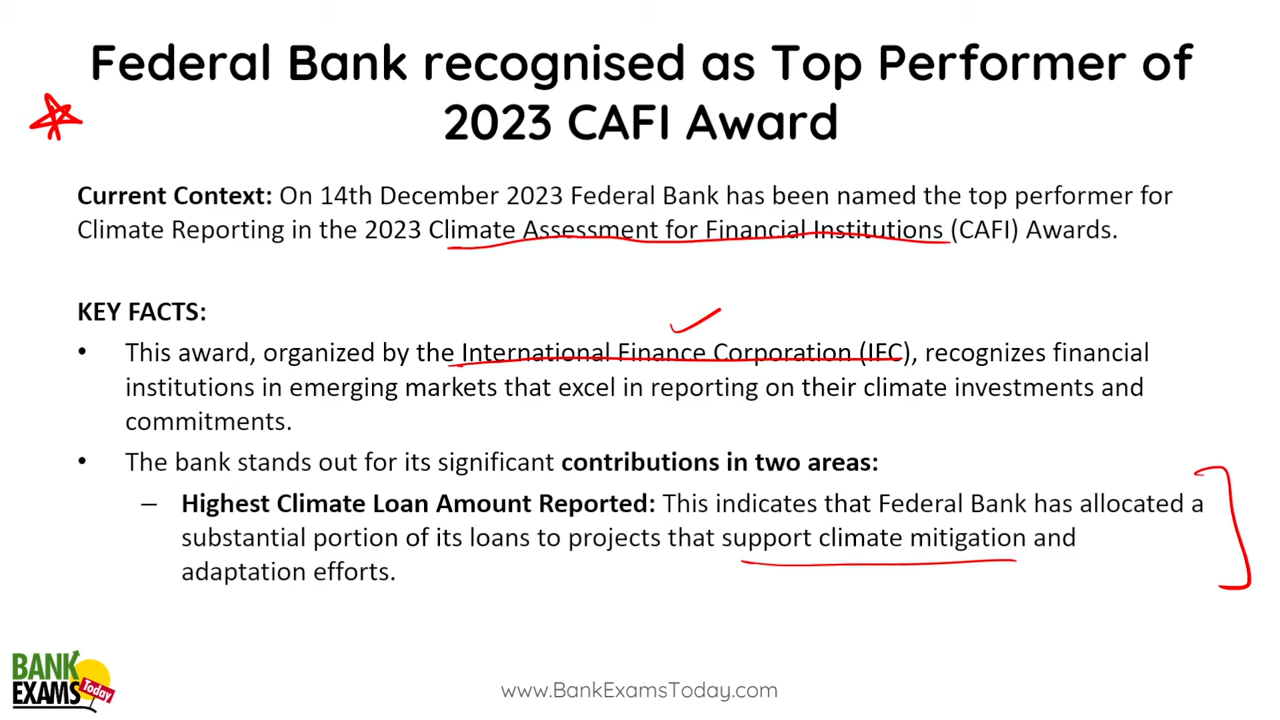 Federal Bank recognised as Top Performer of
2023 CAFI Award
Current Context: On 14th December 2023 Federal Bank has been named the top performer for
Climate Reporting in the 2023 Climate Assessment for Financial Institutions (CAFI) Awards.
KEY FACTS:
• This award, organized by the International Finance Corporation (IFC), recognizes financial
institutions in emerging markets that excel in reporting on their climate investments and
commitments.
• The bank stands out for its significant contributions in two areas:
– Highest Climate Loan Amount Reported: This indicates that Federal Bank has allocated a
substantial portion of its loans to projects that support climate mitigation and
adaptation efforts.
BANK
EXAMS Today
www.BankExamsToday.com